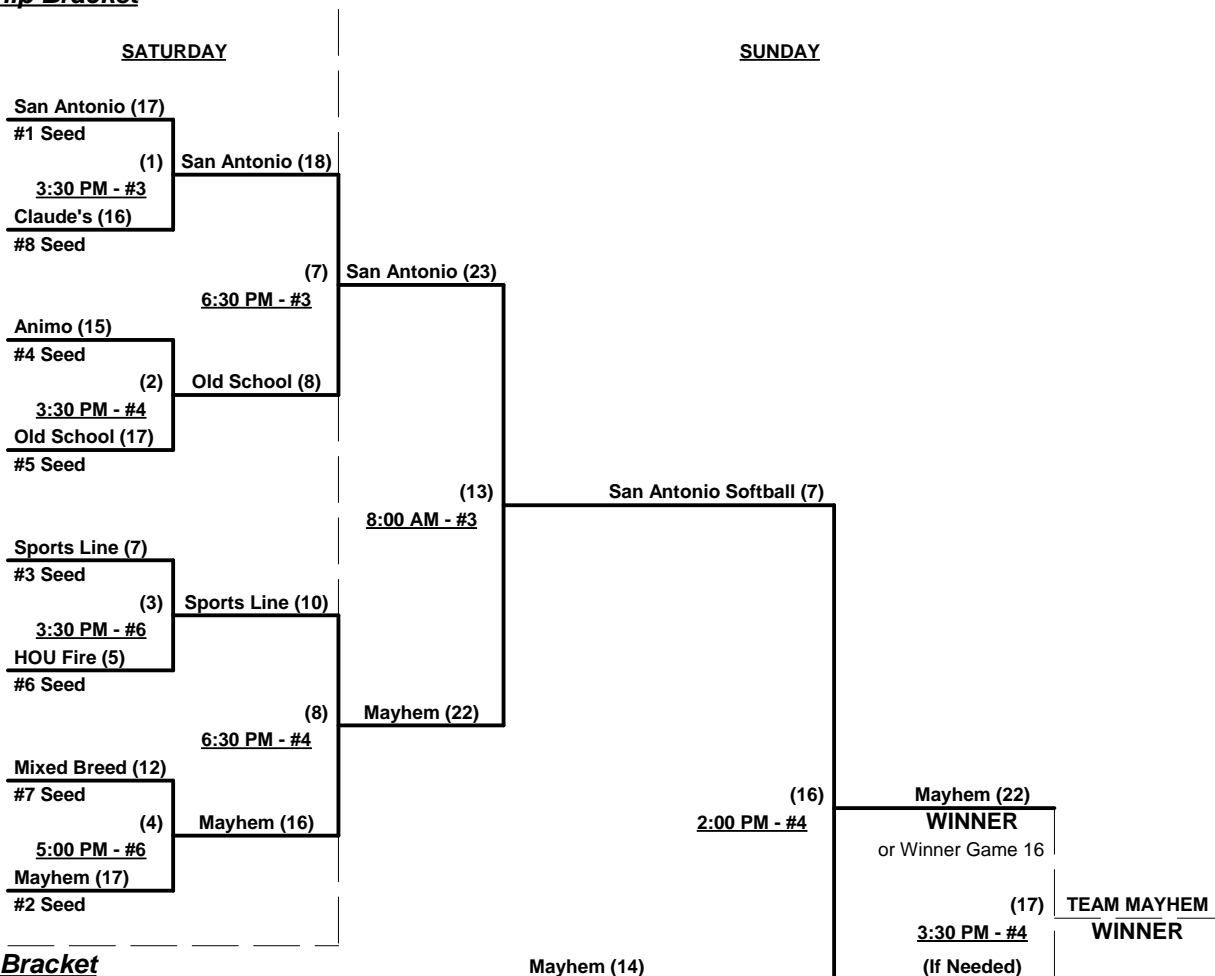 SATURDAY
SUNDAY
San Antonio (17)
#1 Seed
(1)
San Antonio (18)
3:30 PM - #3
Claude's (16)
#8 Seed
(7)
San Antonio (23)
6:30 PM - #3
Animo (15)
#4 Seed
(2)
Old School (8)
3:30 PM - #4
Old School (17)
#5 Seed
(13)
San Antonio Softball (7)
8:00 AM - #3
Sports Line (7)
#3 Seed
(3)
Sports Line (10)
3:30 PM - #6
HOU Fire (5)
#6 Seed
(8)
Mayhem (22)
6:30 PM - #4
Mixed Breed (12)
#7 Seed
(4)
Mayhem (16)
5:00 PM - #6
Mayhem (17)
#2 Seed
(16)
Mayhem (22)
2:00 PM - #4
WINNER
or Winner Game 16
(17)
TEAM MAYHEM
3:30 PM - #4
WINNER
(If Needed)
Bracket
Mayhem (14)